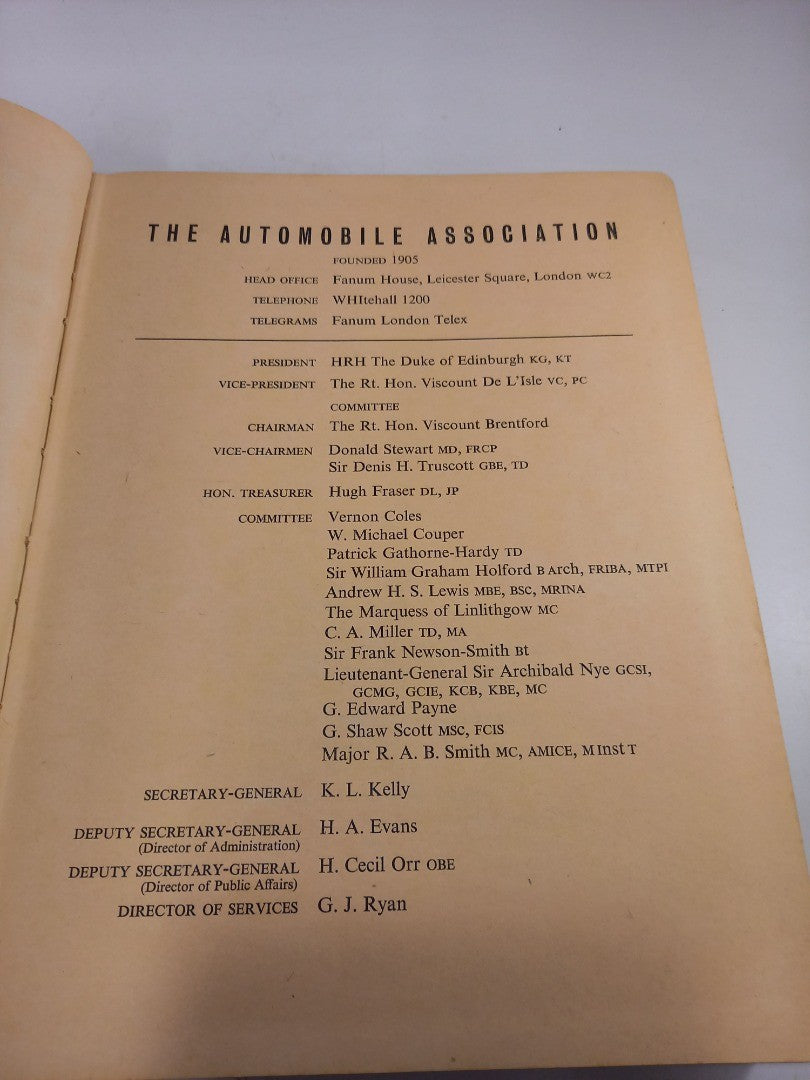 THE AUTOMOBILE ASSOCIATION
FOUNDED 1905
HEAD OFFICE Fanum House, Leicester Square, London WC2
TELEPHONE WHItehall 1200
TELEGRAMS Fanum London Telex
PRESIDENT HRH The Duke of Edinburgh KG, KT
VICE-PRESIDENT The Rt. Hon. Viscount De L'Isle VC, PC
COMMITTEE
CHAIRMAN The Rt. Hon. Viscount Brentford
VICE-CHAIRMEN Donald Stewart MD, FRCP
Sir Denis H. Truscott GBE, TD
HON. TREASURER Hugh Fraser DL, JP
COMMITTEE Vernon Coles
W. Michael Couper
Patrick Gathorne-Hardy TD
Sir William Graham Holford B Arch, FRIBA, MTPI
Andrew H. S. Lewis MBE, BSC, MRINA
The Marquess of Linlithgow MC
C. A. Miller TD, MA
Sir Frank Newson-Smith Bt
Lieutenant-General Sir Archibald Nye GCSI,
GCMG, GCIE, KCB, KBE, MC
G. Edward Payne
G. Shaw Scott MSC, FCIS
Major R. A. B. Smith MC, AMICE, M Inst T
SECRETARY-GENERAL K. L. Kelly
DEPUTY SECRETARY-GENERAL H. A. Evans
(Director of Administration)
DEPUTY SECRETARY-GENERAL H. Cecil Orr OBE
(Director of Public Affairs)
DIRECTOR OF SERVICES G. J. Ryan